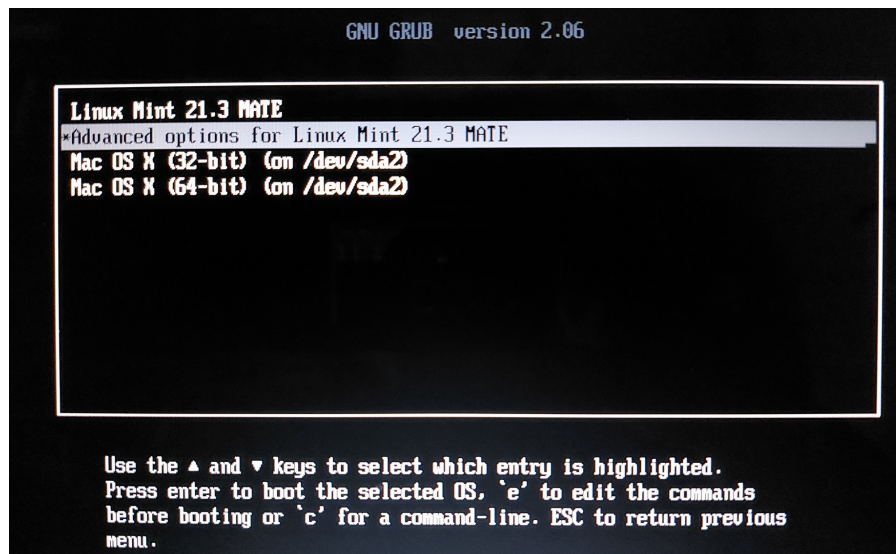 GNU GRUB version 2.06
Linux Mint 21.3 MATE
*Advanced options for Linux Mint 21.3 MATE
Mac OS X (32-bit) (on /dev/sda2)
Mac OS X (64-bit) (on /dev/sda2)
Use the ▲ and ▼ keys to select which entry is highlighted.
Press enter to boot the selected OS, `e' to edit the commands
before booting or `c' for a command-line. ESC to return previous
menu.